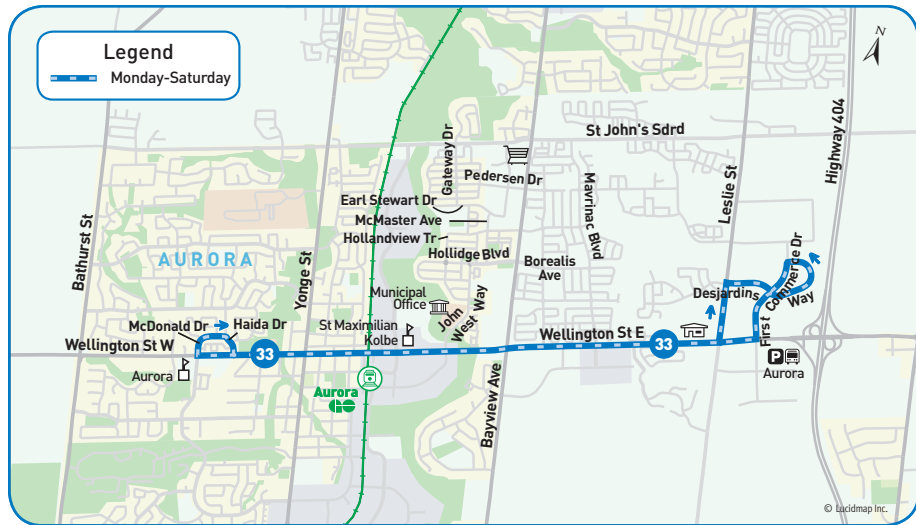 Legend
Monday-Saturday
N
Highway 404
St John's Sdrd
Gateway Dr
Pedersen Dr
Leslie St
Mavrinac Blvd
Earl Stewart Dr
McMaster Ave
Hollandview Tr
Hollidge Blvd
Borealis
Ave
Bathurst St
AURORA
Yonge St
Municipal
Office
John
West Way
Desjardins
First
Commerce Dr
Way
McDonald Dr
Haida Dr
St Maximilian
Kolbe
Wellington St W
Wellington St E
33
33
Aurora
Aurora
P
Aurora
Bayview Ave
© Lucidmap Inc.